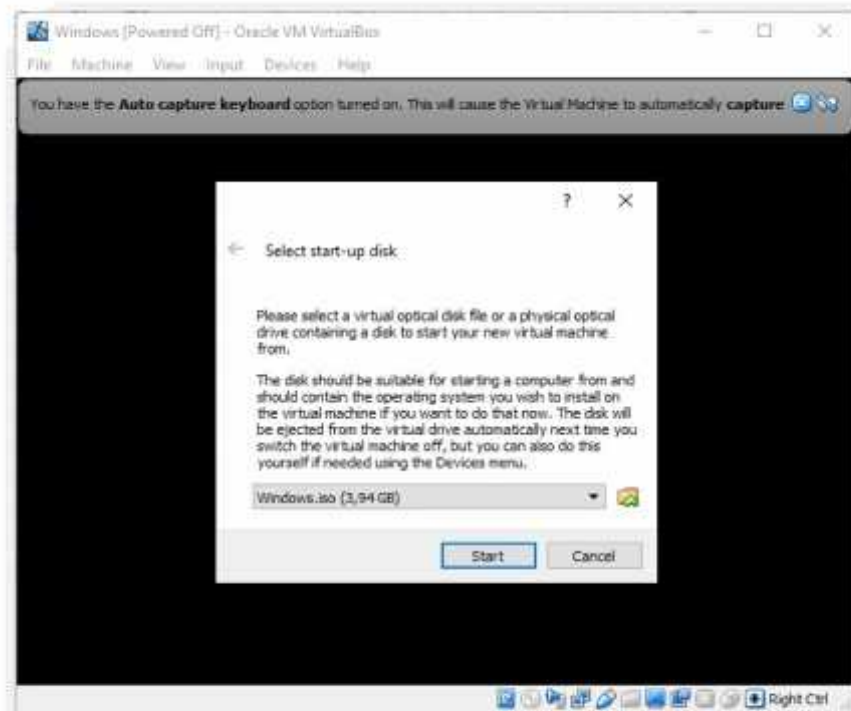 Windows [Powered Off] - Oracle VM VirtualBox
File Machine View Input Devices Help
You have the Auto capture keyboard option turned on. This will cause the Virtual Machine to automatically capture
?
Select start-up disk
Please select a virtual optical disk file or a physical optical
drive containing a disk to start your new virtual machine
from.
The disk should be suitable for starting a computer from and
should contain the operating system you wish to install on
the virtual machine if you want to do that now. The disk will
be ejected from the virtual drive automatically next time you
switch the virtual machine off, but you can also do this
yourself if needed using the Devices menu.
Windows.iso (3,94 GB)
Start Cancel
Right Ctrl